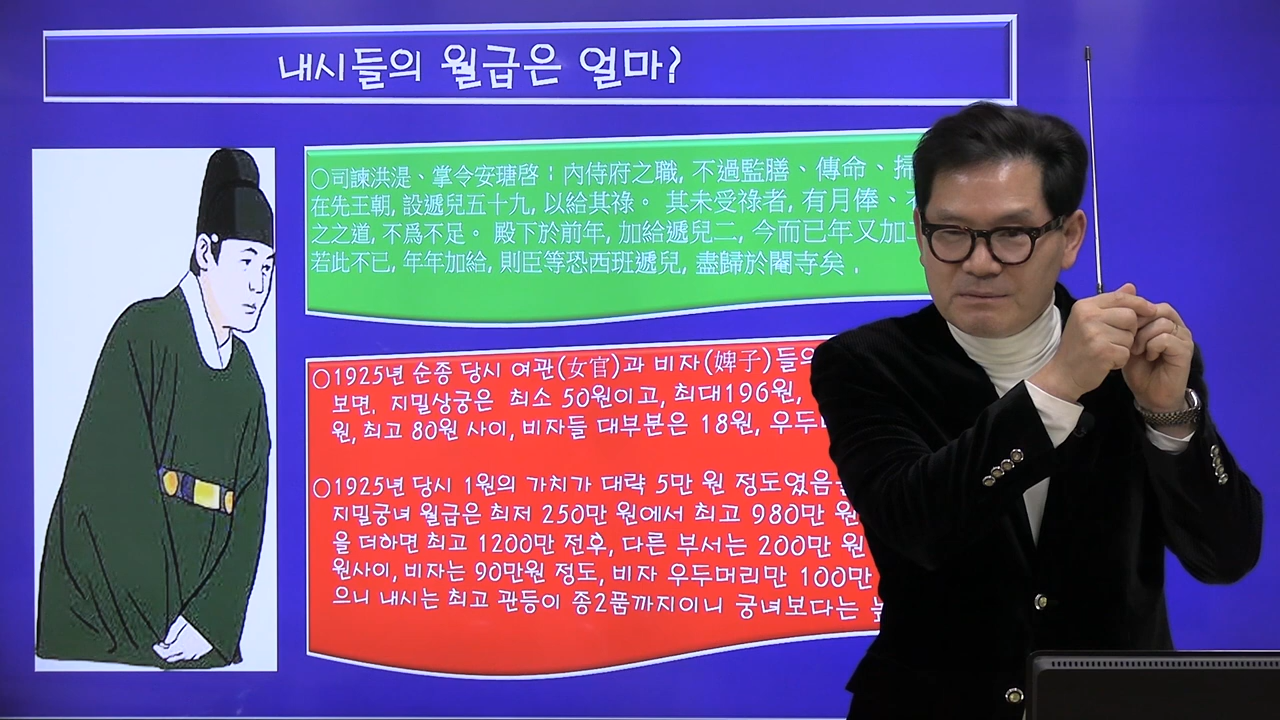 내시들의 월급은 얼마?
○司諫洪湜、掌令安瑭啓:內侍府之職, 不過監膳、傳命、掃
在先王朝, 設遞兒五十九, 以給其祿。 其未受祿者, 有月俸、
之之道, 不爲不足。 殿下於前年, 加給遞兒二, 今而已年又加
若此不已, 年年加給, 則臣等恐西班遞兒, 盡歸於閹寺矣.
○1925년 순종 당시 여관(女官)과 비자(婢子)들의
보면, 지밀상궁은 최소 50원이고, 최대196원,
원, 최고 80원 사이, 비자들 대부분은 18원, 우두머
○1925년 당시 1원의 가치가 대략 5만 원 정도였음을
지밀궁녀 월급은 최저 250만 원에서 최고 980만 원
을 더하면 최고 1200만 전후, 다른 부서는 200만 원
원사이, 비자는 90만원 정도, 비자 우두머리만 100만
으니 내시는 최고 관등이 종2품까지이니 궁녀보다는